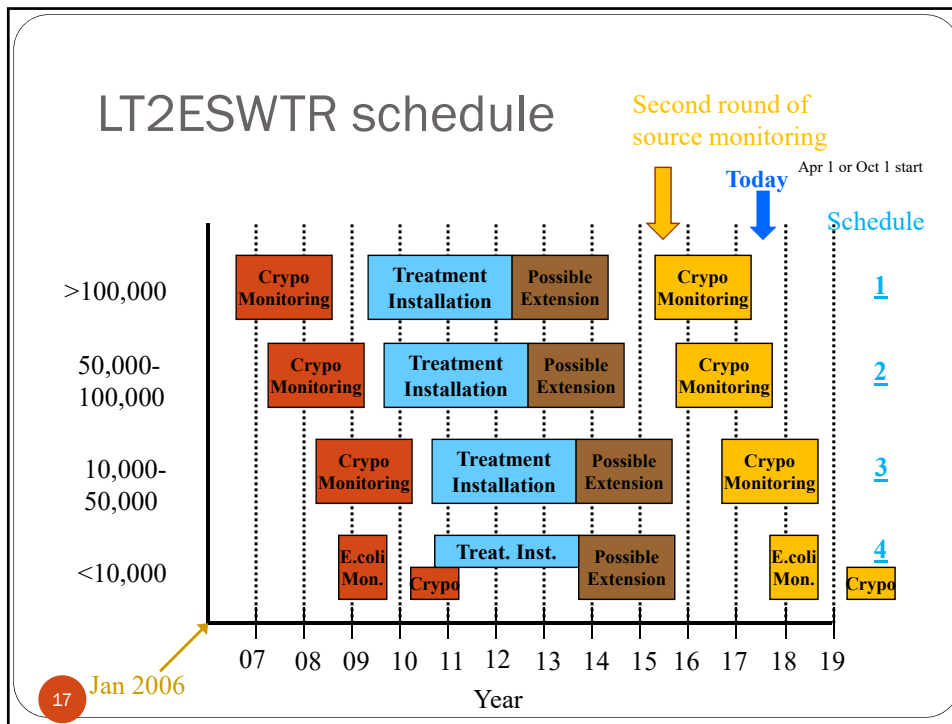 LT2ESWTR schedule
Second round of
source monitoring
Apr 1 or Oct 1 start
Today
Schedule
>100,000
Crypo
Monitoring
Treatment
Installation
Possible
Extension
Crypo
Monitoring
1
50,000-
100,000
Crypo
Monitoring
Treatment
Installation
Possible
Extension
Crypo
Monitoring
2
10,000-
50,000
Crypo
Monitoring
Treatment
Installation
Possible
Extension
Crypo
Monitoring
3
<10,000
E.coli
Mon.
Crypo
Treat. Inst.
Possible
Extension
E.coli
Mon.
4
Crypo
07 08 09 10 11 12 13 14 15 16 17 18 19
Jan 2006
Year
17